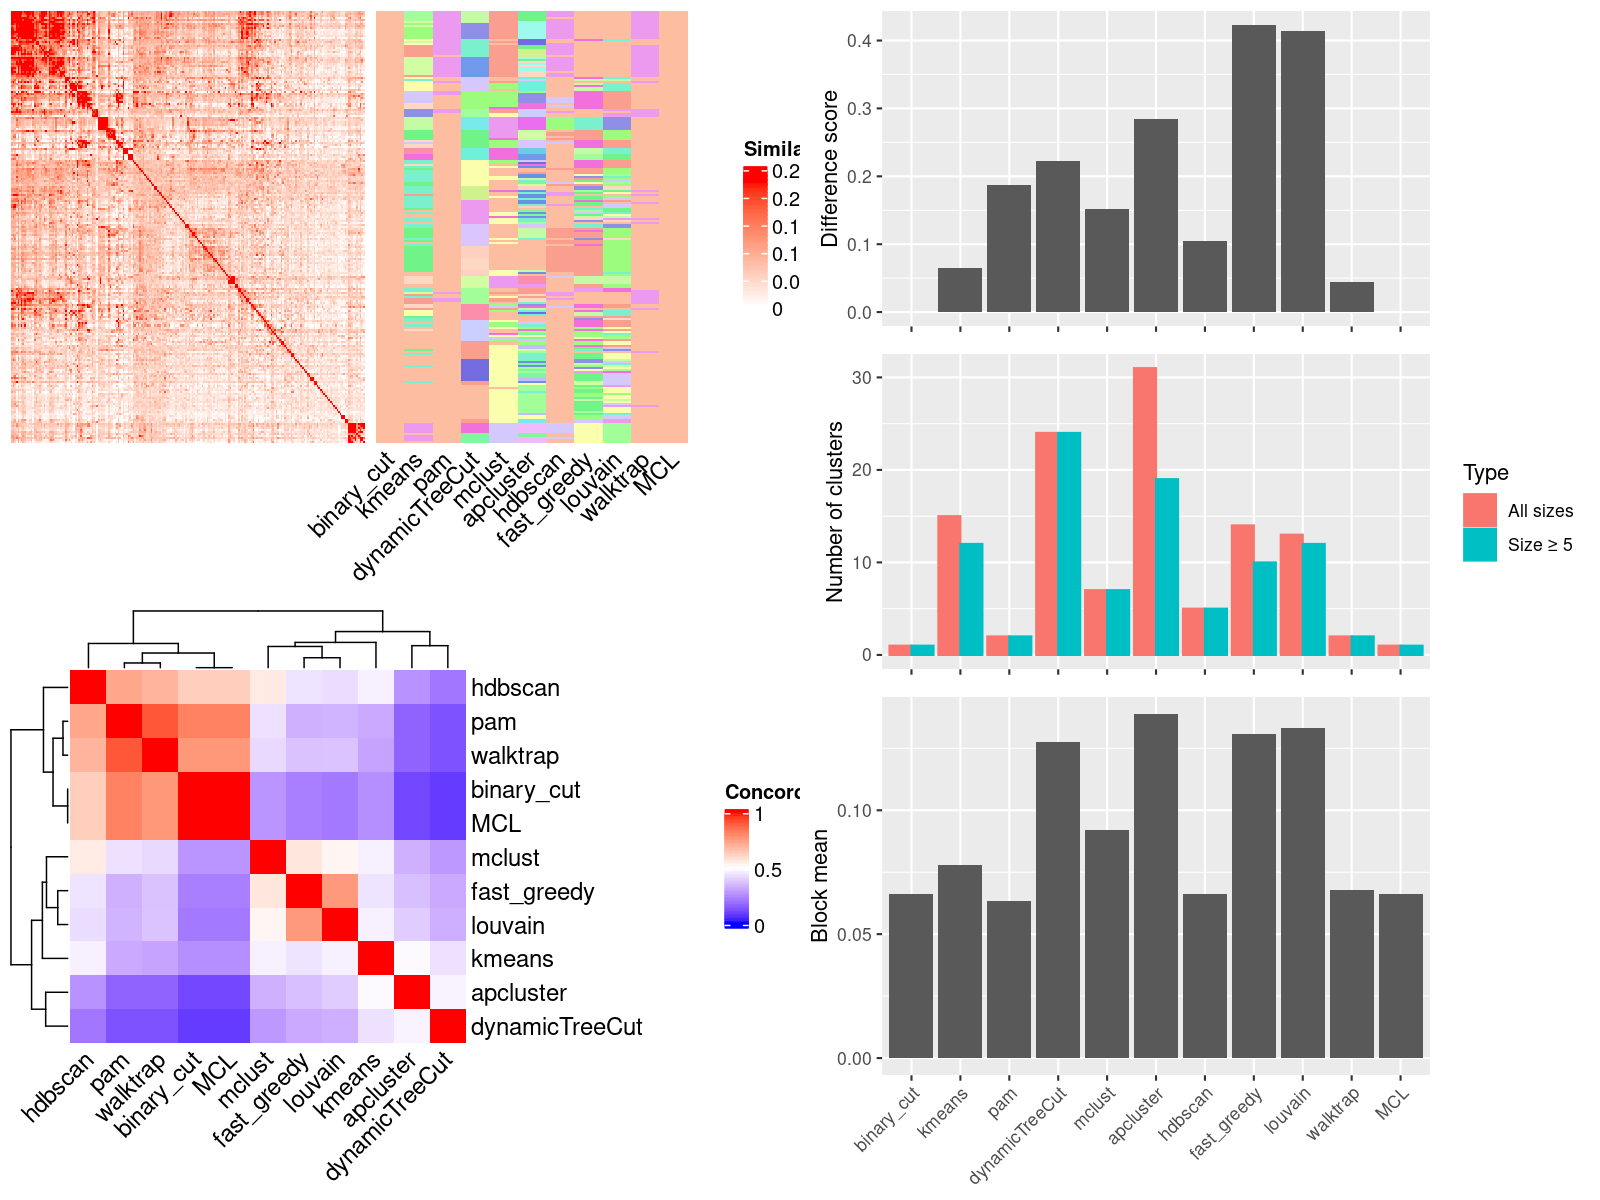 Simila
0.2
0.2
0.1
0.1
0.0
0
binary_cut
kmeans
pam
dynamicTreeCut
mclust
apcluster
hdbscan
fast_greedy
louvain
walktrap
MCL
hdbscan
pam
walktrap
binary_cut
MCL
mclust
fast_greedy
louvain
kmeans
apcluster
dynamicTreeCut
hdbscan
pam
walktrap
binary_cut
MCL
mclust
fast_greedy
louvain
kmeans
apcluster
dynamicTreeCut
Concord
1
0.5
0
Difference score
0.4
0.3
0.2
0.1
0.0
Number of clusters
30
20
10
0
Type
All sizes
Size ≥ 5
Block mean
0.10
0.05
0.00
binary_cut
kmeans
pam
dynamicTreeCut
mclust
apcluster
hdbscan
fast_greedy
louvain
walktrap
MCL